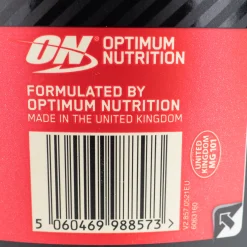 ON OPTIMUM
NUTRITION
FORMULATED BY
OPTIMUM NUTRITION
MADE IN THE UNITED KINGDOM
UNITED
KINGDOM
MG 101
5 060469 988573 >